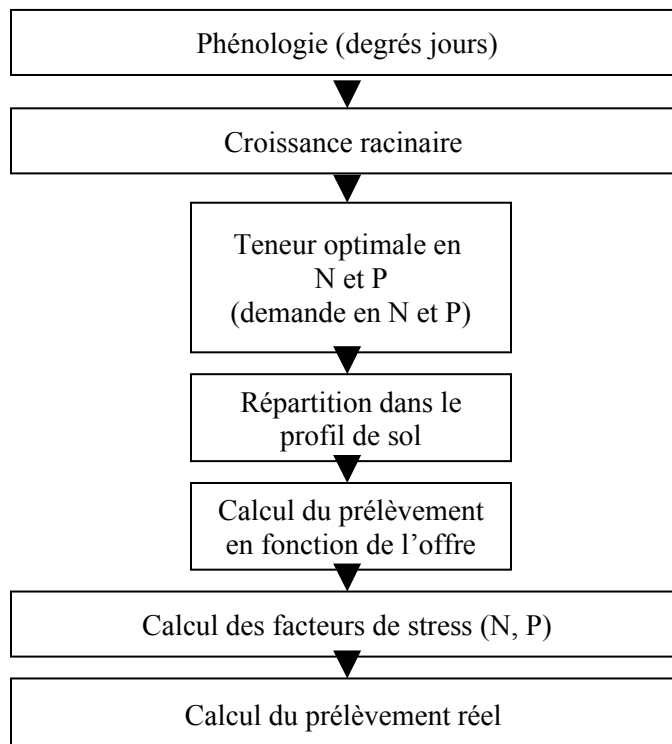 Phénologie (degrés jours)
Croissance racinaire
Teneur optimale en
N et P
(demande en N et P)
Répartition dans le
profil de sol
Calcul du prélèvement
en fonction de l’offre
Calcul des facteurs de stress (N, P)
Calcul du prélèvement réel